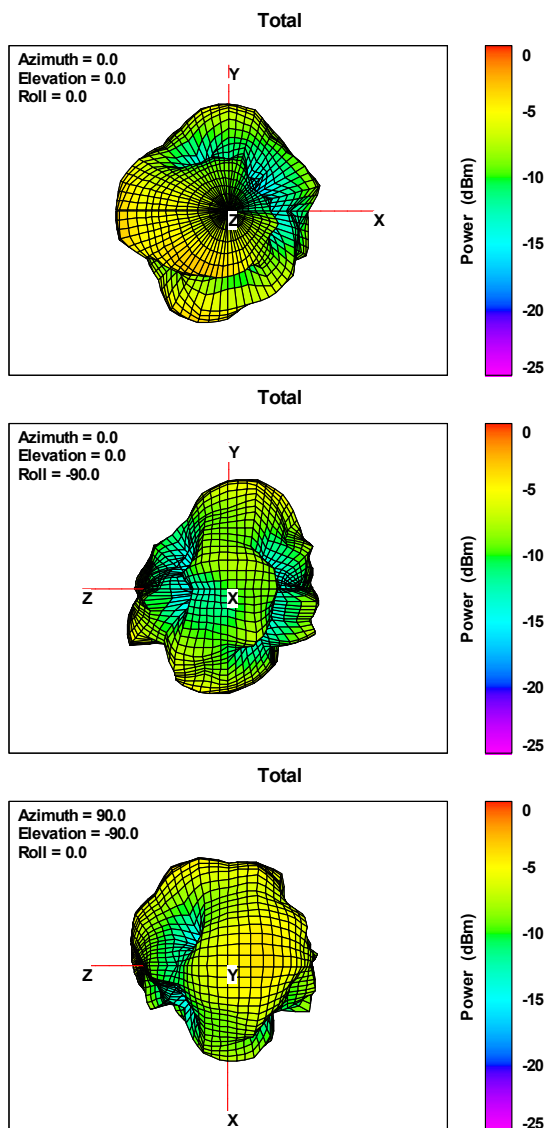 Total
Azimuth = 0.0
Elevation = 0.0
Roll = 0.0
Y
Z
X
0
-5
-10
-15
-20
-25
Power (dBm)
Total
Azimuth = 0.0
Elevation = 0.0
Roll = -90.0
Y
Z
X
0
-5
-10
-15
-20
-25
Power (dBm)
Total
Azimuth = 90.0
Elevation = -90.0
Roll = 0.0
Z
Y
X
0
-5
-10
-15
-20
-25
Power (dBm)